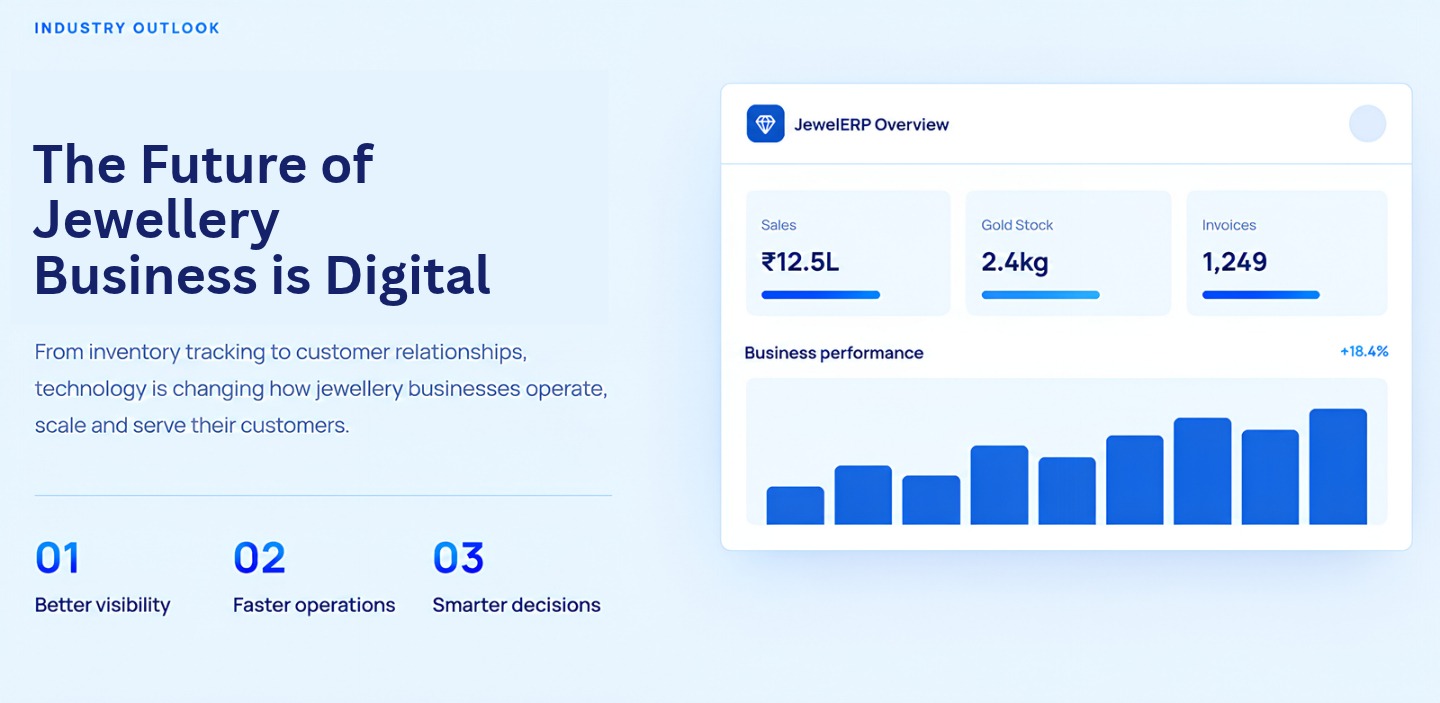 INDUSTRY OUTLOOK
The Future of
Jewellery
Business is Digital
From inventory tracking to customer relationships,
technology is changing how jewellery businesses operate,
scale and serve their customers.
01
Better visibility
02
Faster operations
03
Smarter decisions
JewelERP Overview
Sales
₹12.5L
Gold Stock
2.4kg
Invoices
1,249
Business performance
+18.4%